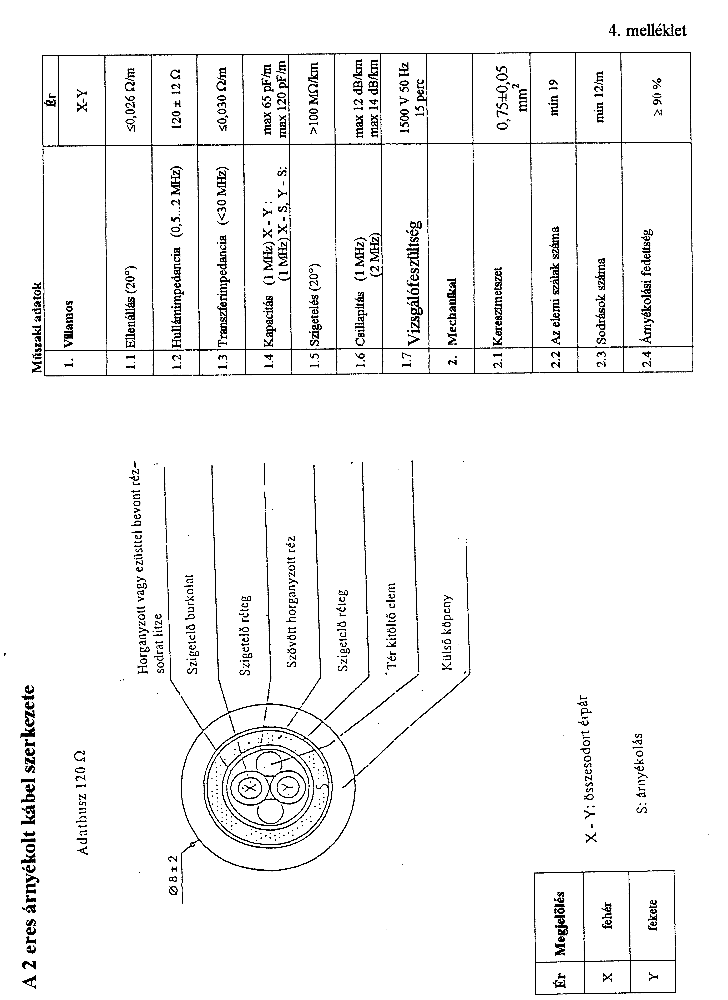 4. melléklet
A 2 eres árnyékolt kábel szerkezete
Adatbusz 120 Ω
Ø 8 ± 2
Horganyzott vagy ezüsttel bevont réz-
sodrat litze
Szigetelő burkolat
Szigetelő réteg
Szövött horganyzott réz
Szigetelő réteg
Tér kitöltő elem
Külső köpeny
X
Y
S
Ér Megjelölés
X fehér
Y fekete
X - Y: összesodort érpár
S: árnyékolás
Műszaki adatok
Ér
1. Villamos X-Y
1.1 Ellenállás (20°) ≤0,026 Ω/m
1.2 Hullámimpedancia (0,5...2 MHz) 120 ± 12 Ω
1.3 Transzferimpedancia (<30 MHz) ≤0,030 Ω/m
1.4 Kapacitás (1 MHz) X - Y : max 65 pF/m
(1 MHz) X - S, Y - S: max 120 pF/m
1.5 Szigetelés (20°) >100 MΩ/km
1.6 Csillapítás (1 MHz) max 12 dB/km
(2 MHz) max 14 dB/km
1.7 Vizsgálófeszültség 1500 V 50 Hz
15 perc
2. Mechanikai
2.1 Keresztmetszet 0,75±0,05
mm²
2.2 Az elemi szálak száma min 19
2.3 Sodrások száma min 12/m
2.4 Árnyékolási fedettség ≥ 90 %